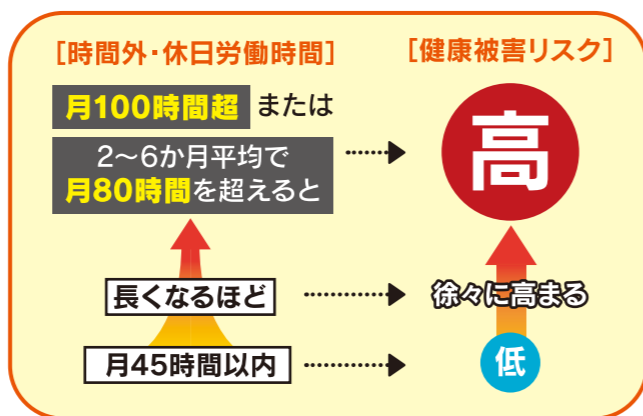 ［時間外・休日労働時間］
［健康被害リスク］
月100時間超 または
2～6か月平均で
月80時間を超えると
高
長くなるほど
徐々に高まる
月45時間以内
低